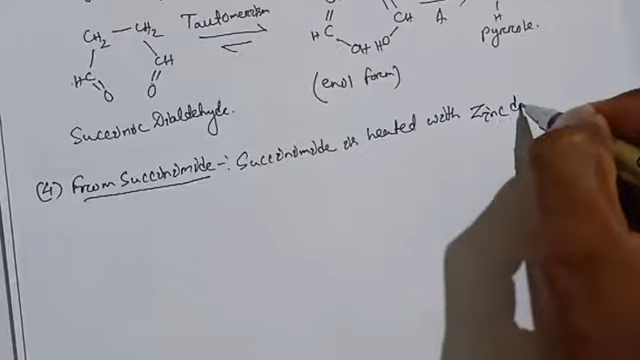 CH2 — CH2 Tautomerism
HC CH CH Δ H
O O OH HO pyrrole.
(enol form)
Succinic Dialdehyde.
(4) From Succinimide -: Succinimide is heated with Zinc d